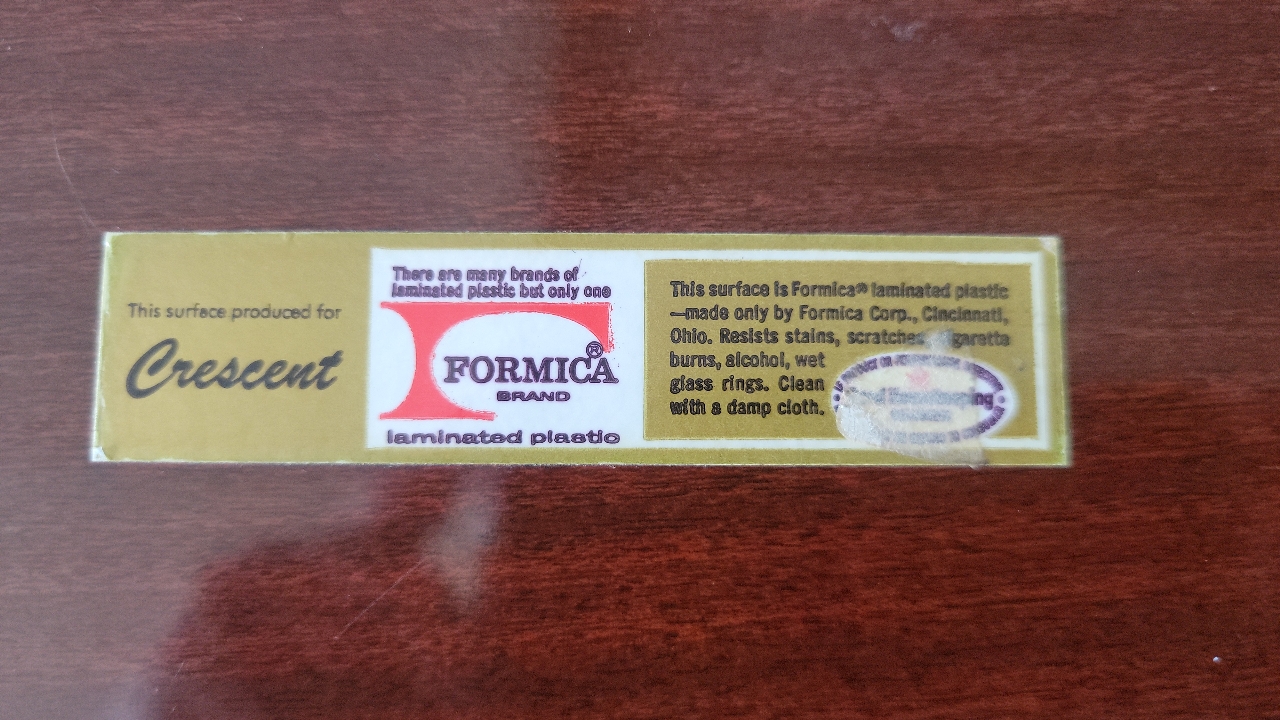 This surface produced for
Crescent
There are many brands of
laminated plastic but only one
FORMICA®
BRAND
laminated plastic
This surface is Formica® laminated plastic
—made only by Formica Corp., Cincinnati,
Ohio. Resists stains, scratches, cigarette
burns, alcohol, wet
glass rings. Clean
with a damp cloth.